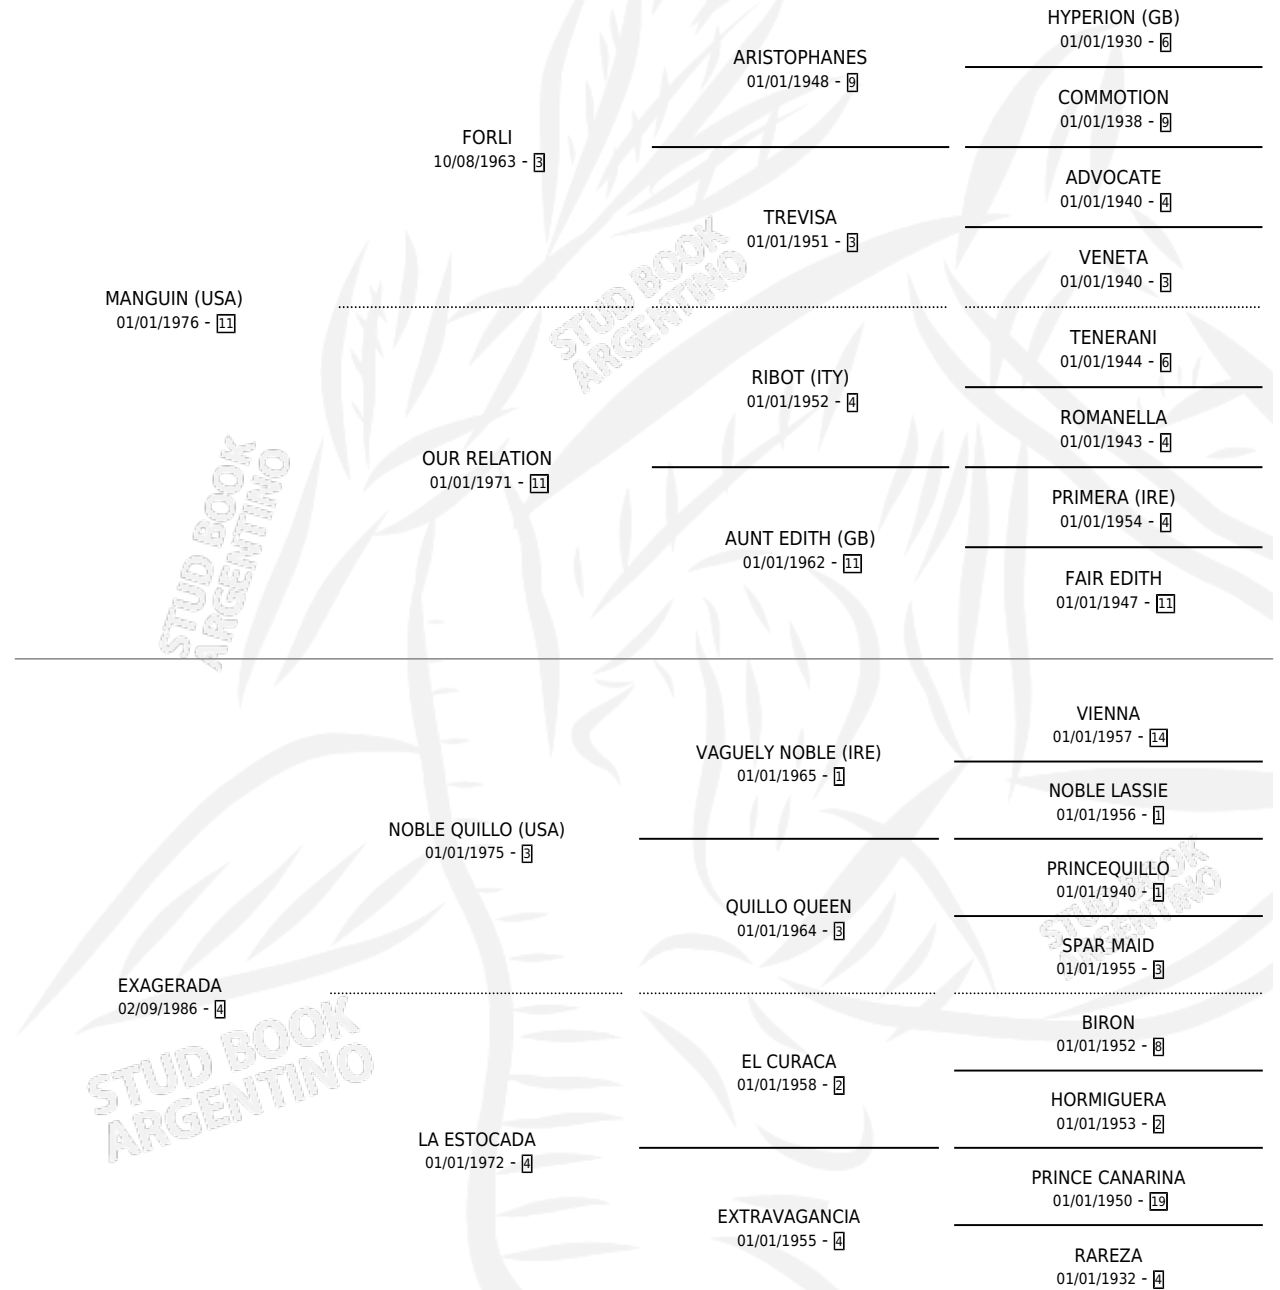 HYPERION (GB)
01/01/1930 - 6
ARISTOPHANES
01/01/1948 - 9
COMMOTION
01/01/1938 - 9
FORLI
10/08/1963 - 3
ADVOCATE
01/01/1940 - 4
TREVISA
01/01/1951 - 3
VENETA
01/01/1940 - 3
MANGUIN (USA)
01/01/1976 - 11
TENERANI
01/01/1944 - 6
RIBOT (ITY)
01/01/1952 - 4
ROMANELLA
01/01/1943 - 4
OUR RELATION
01/01/1971 - 11
PRIMERA (IRE)
01/01/1954 - 4
AUNT EDITH (GB)
01/01/1962 - 11
FAIR EDITH
01/01/1947 - 11
VIENNA
01/01/1957 - 14
VAGUELY NOBLE (IRE)
01/01/1965 - 1
NOBLE LASSIE
01/01/1956 - 1
NOBLE QUILLO (USA)
01/01/1975 - 3
PRINCEQUILLO
01/01/1940 - 1
QUILLO QUEEN
01/01/1964 - 3
SPAR MAID
01/01/1955 - 3
EXAGERADA
02/09/1986 - 4
BIRON
01/01/1952 - 8
EL CURACA
01/01/1958 - 2
HORMIGUERA
01/01/1953 - 2
LA ESTOCADA
01/01/1972 - 4
PRINCE CANARINA
01/01/1950 - 19
EXTRAVAGANCIA
01/01/1955 - 4
RAREZA
01/01/1932 - 4
STUD BOOK
ARGENTINO
STUD BOOK
ARGENTINO
STUD BOOK
ARGENTINO
STUD BOOK
ARGENTINO